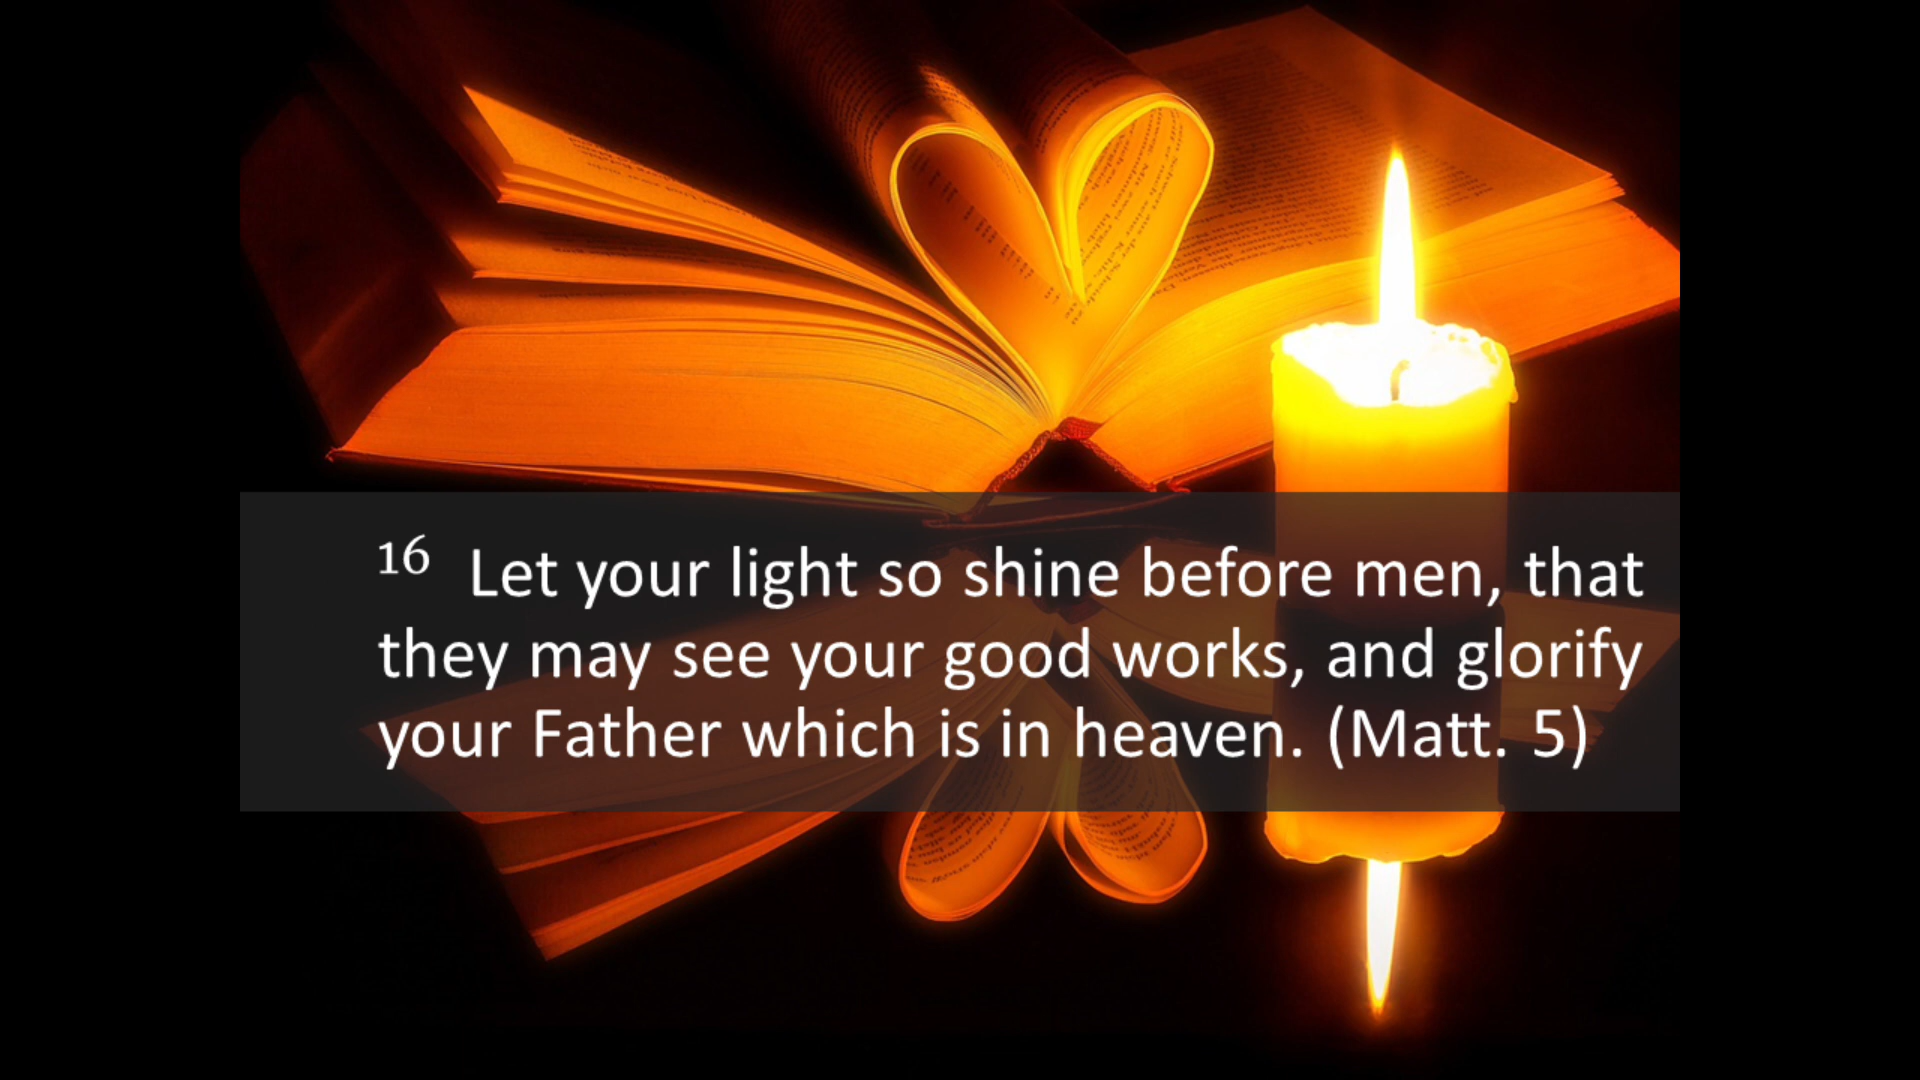 16 Let your light so shine before men, that
they may see your good works, and glorify
your Father which is in heaven. (Matt. 5)